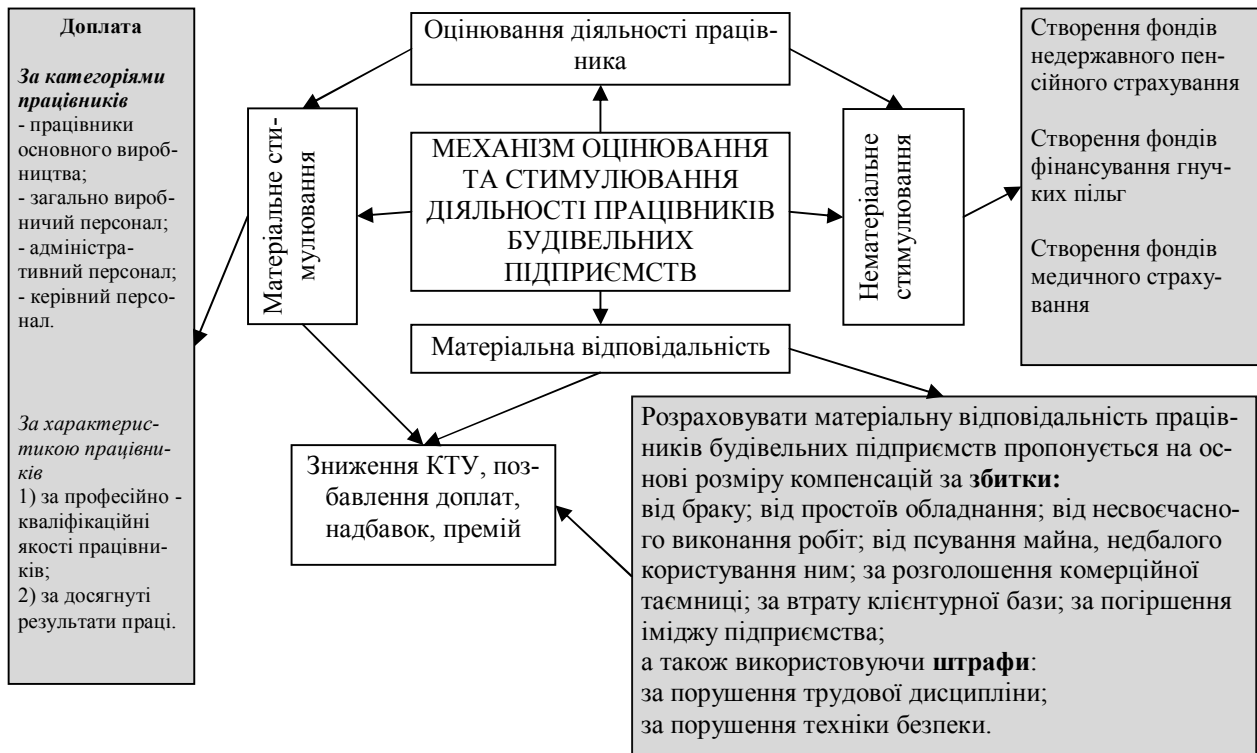 Доплата
За категоріями
працівників
- працівники
основного вироб-
ництва;
- загально вироб-
ничий персонал;
- адміністра-
тивний персонал;
- керівний персо-
нал.
За характерис-
тикою працівни-
ків
1) за професійно -
кваліфікаційні
якості працівни-
ків;
2) за досягнуті
результати праці.
Оцінювання діяльності праців-
ника
Матеріальне сти-
мулювання
МЕХАНІЗМ ОЦІНЮВАННЯ
ТА СТИМУЛЮВАННЯ
ДІЯЛЬНОСТІ ПРАЦІВНИКІВ
БУДІВЕЛЬНИХ
ПІДПРИЄМСТВ
Нематеріальне
стимулювання
Створення фондів
недержавного пен-
сійного страхування
Створення фондів
фінансування гнуч-
ких пільг
Створення фондів
медичного страху-
вання
Матеріальна відповідальність
Зниження КТУ, поз-
бавлення доплат,
надбавок, премій
Розраховувати матеріальну відповідальність праців-
ників будівельних підприємств пропонується на ос-
нові розміру компенсацій за збитки:
від браку; від простоїв обладнання; від несвоєчасно-
го виконання робіт; від псування майна, недбалого
користування ним; за розголошення комерційної
таємниці; за втрату клієнтурної бази; за погіршення
іміджу підприємства;
а також використовуючи штрафи:
за порушення трудової дисципліни;
за порушення техніки безпеки.